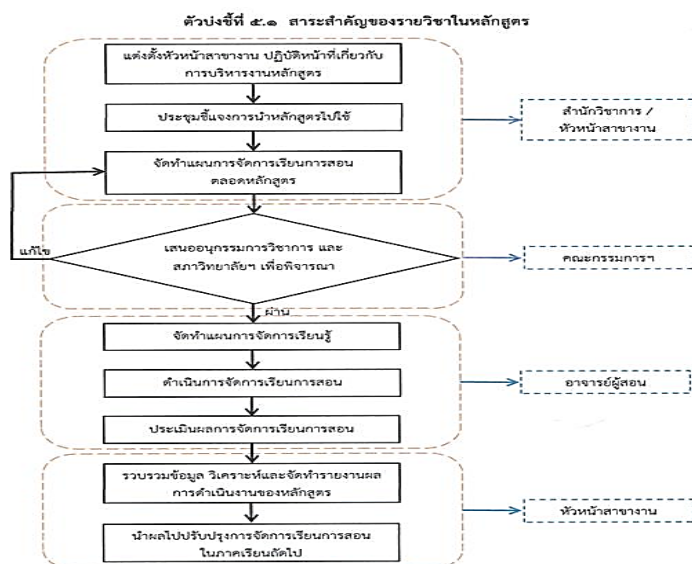 ตัวบ่งชี้ที่ ๕.๑ สาระสำคัญของรายวิชาในหลักสูตร
แต่งตั้งหัวหน้าสาขางาน ปฏิบัติหน้าที่เกี่ยวกับ
การบริหารงานหลักสูตร
ประชุมชี้แจงการนำหลักสูตรไปใช้
สำนักวิชาการ /
หัวหน้าสาขางาน
จัดทำแผนการจัดการเรียนการสอน
ตลอดหลักสูตร
แก้ไข
เสนออนุกรรมการวิชาการ และ
สภาวิทยาลัยฯ เพื่อพิจารณา
คณะกรรมการฯ
ผ่าน
จัดทำแผนการจัดการเรียนรู้
ดำเนินการจัดการเรียนการสอน
อาจารย์ผู้สอน
ประเมินผลการจัดการเรียนการสอน
รวบรวมข้อมูล วิเคราะห์และจัดทำรายงานผล
การดำเนินงานของหลักสูตร
หัวหน้าสาขางาน
นำผลไปปรับปรุงการจัดการเรียนการสอน
ในภาคเรียนถัดไป